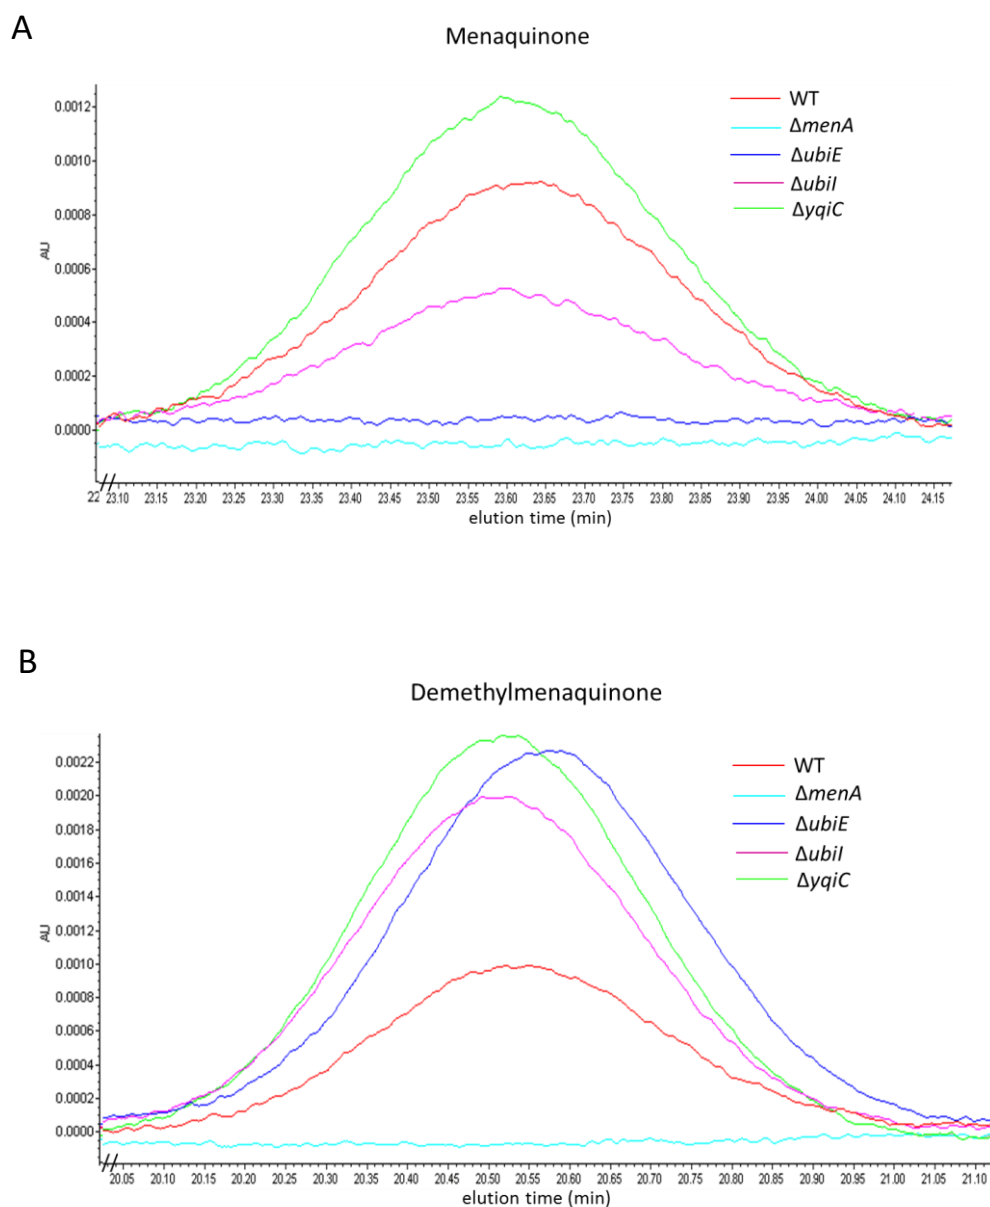 A
Menaquinone
0.0012
0.0010
0.0008
0.0006
0.0004
0.0002
0.0000
AU
WT
ΔmenA
ΔubiE
ΔubiI
ΔyqiC
22 23.10 23.15 23.20 23.25 23.30 23.35 23.40 23.45 23.50 23.55 23.60 23.65 23.70 23.75 23.80 23.85 23.90 23.95 24.00 24.05 24.10 24.15
elution time (min)
B
Demethylmenaquinone
0.0022
0.0020
0.0018
0.0016
0.0014
0.0012
0.0010
0.0008
0.0006
0.0004
0.0002
0.0000
AU
WT
ΔmenA
ΔubiE
ΔubiI
ΔyqiC
20.05 20.10 20.15 20.20 20.25 20.30 20.35 20.40 20.45 20.50 20.55 20.60 20.65 20.70 20.75 20.80 20.85 20.90 20.95 21.00 21.05 21.10
elution time (min)